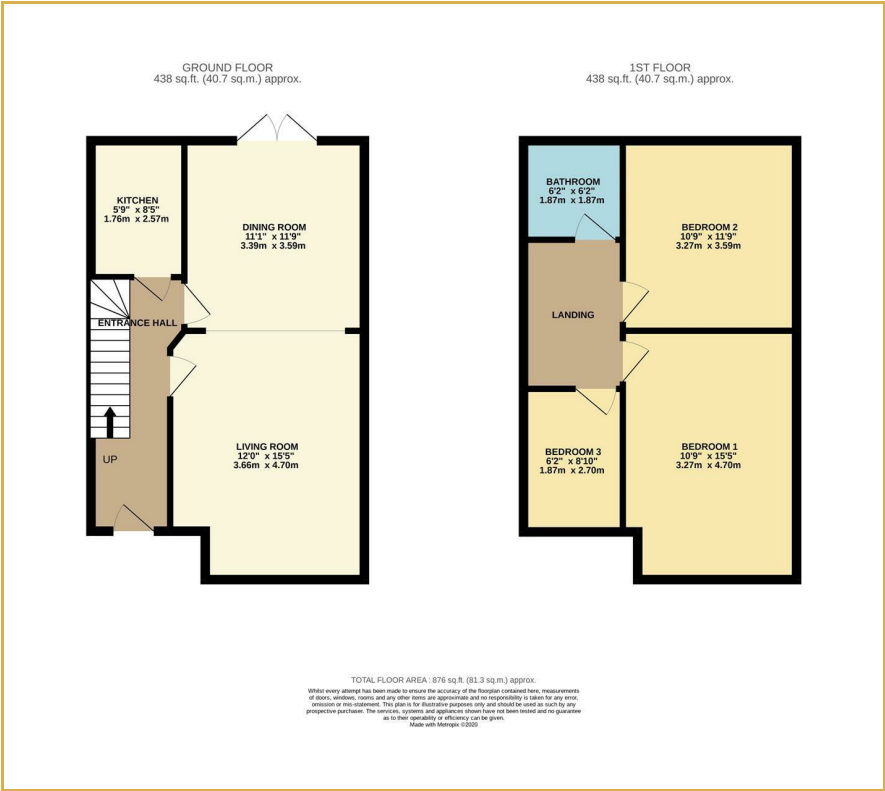 GROUND FLOOR
438 sq.ft. (40.7 sq.m.) approx.
KITCHEN
5'9" x 8'5"
1.76m x 2.57m
DINING ROOM
11'1" x 11'9"
3.39m x 3.59m
ENTRANCE HALL
LIVING ROOM
12'0" x 15'5"
3.66m x 4.70m
UP
1ST FLOOR
438 sq.ft. (40.7 sq.m.) approx.
BATHROOM
6'2" x 6'2"
1.87m x 1.87m
BEDROOM 2
10'9" x 11'9"
3.27m x 3.59m
LANDING
BEDROOM 3
6'2" x 8'10"
1.87m x 2.70m
BEDROOM 1
10'9" x 15'5"
3.27m x 4.70m
TOTAL FLOOR AREA : 876 sq.ft. (81.3 sq.m.) approx.
Whilst every attempt has been made to ensure the accuracy of the floorplan contained here, measurements
of doors, windows, rooms and any other items are approximate and no responsibility is taken for any error,
omission or mis-statement. This plan is for illustrative purposes only and should be used as such by any
prospective purchaser. The services, systems and appliances shown have not been tested and no guarantee
as to their operability or efficiency can be given.
Made with Metropix ©2020